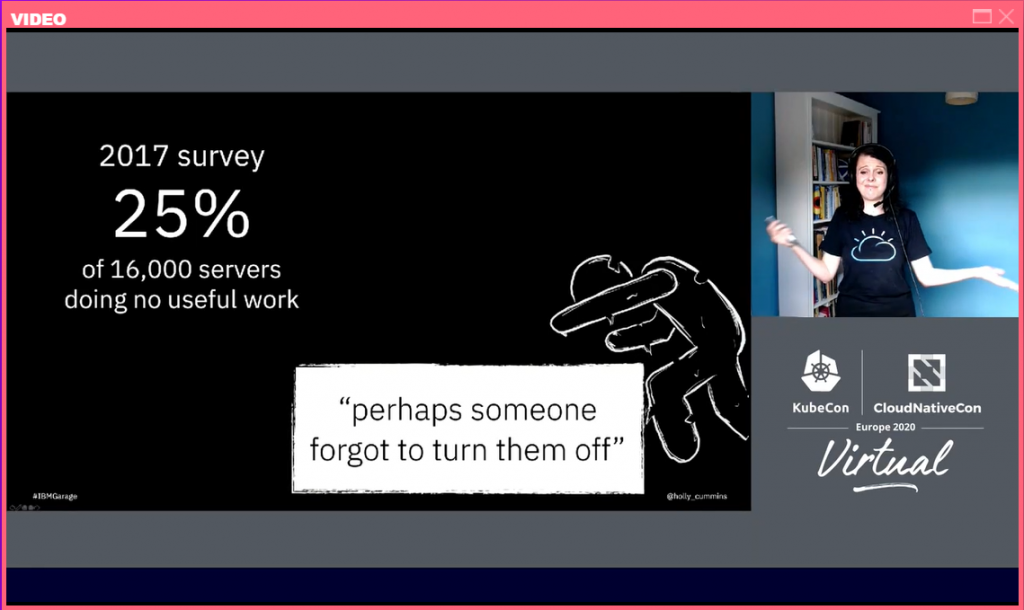 VIDEO
2017 survey
25%
of 16,000 servers
doing no useful work
“perhaps someone
forgot to turn them off”
#IBMGarage
@holly_cummins
KubeCon
CloudNativeCon
Europe 2020
Virtual